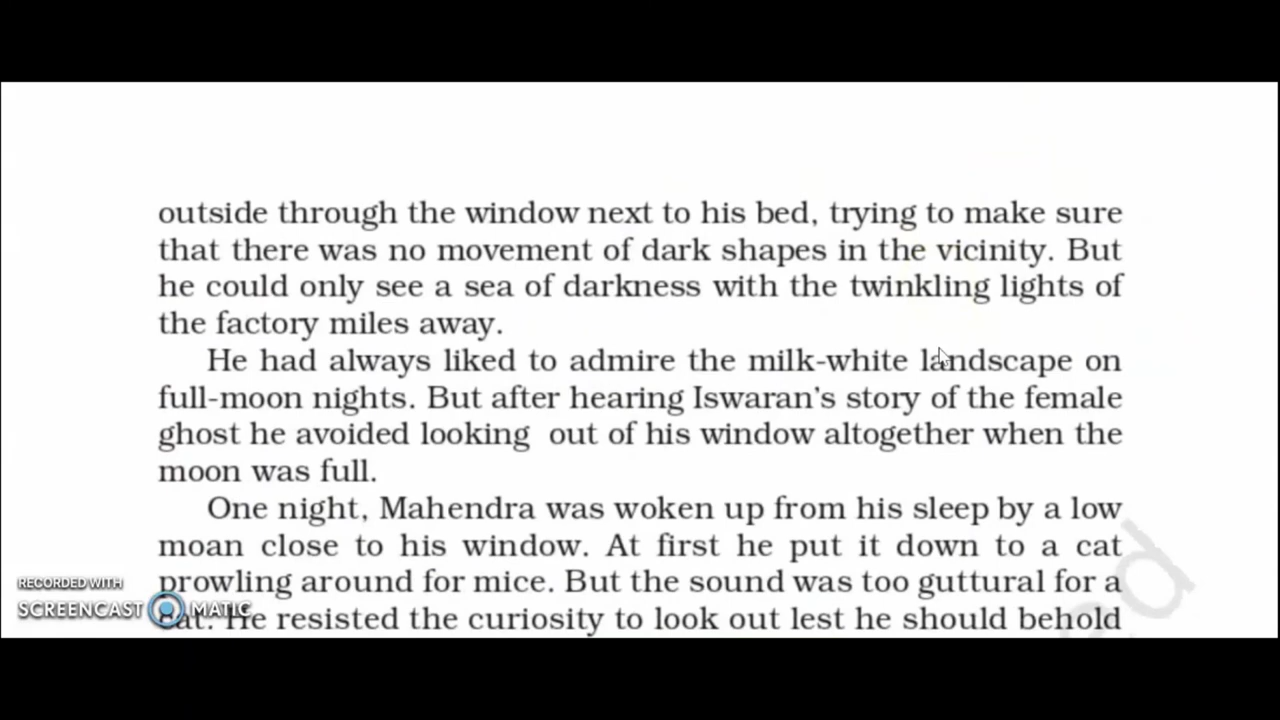 outside through the window next to his bed, trying to make sure
that there was no movement of dark shapes in the vicinity. But
he could only see a sea of darkness with the twinkling lights of
the factory miles away.
He had always liked to admire the milk-white landscape on
full-moon nights. But after hearing Iswaran's story of the female
ghost he avoided looking out of his window altogether when the
moon was full.
One night, Mahendra was woken up from his sleep by a low
moan close to his window. At first he put it down to a cat
prowling around for mice. But the sound was too guttural for a
cat. He resisted the curiosity to look out lest he should behold
RECORDED WITH
SCREENCAST MATIC
ed